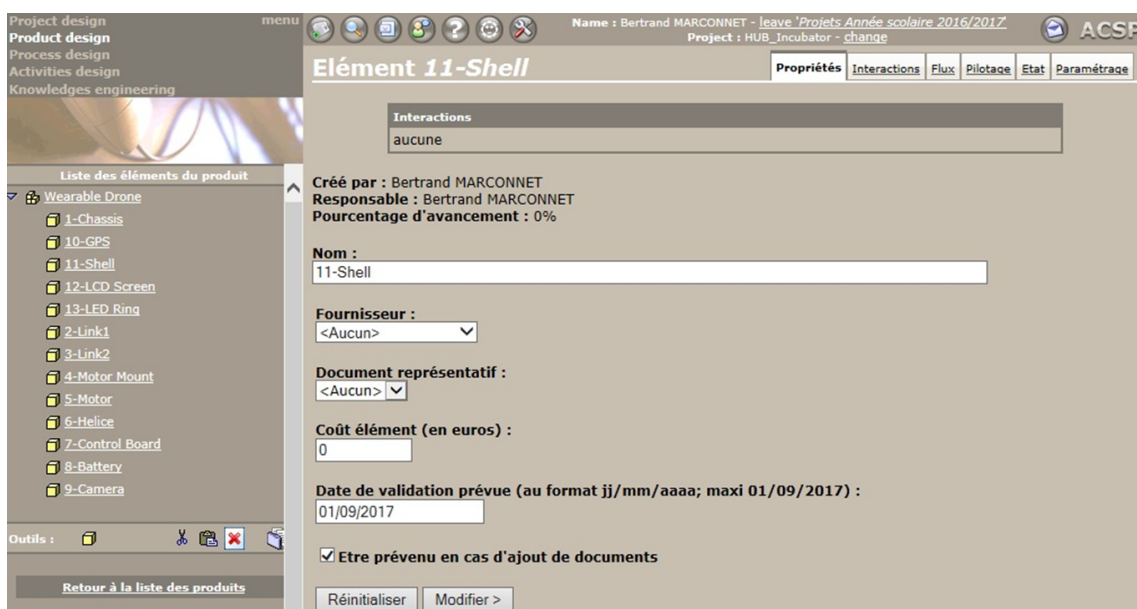 Project design
menu
Product design
Process design
Activities design
Knowledges engineering
Name : Bertrand MARCONNET - leave 'Projets Année scolaire 2016/2017'
Project : HUB_Incubator - change
ACSP
Elément 11-Shell
Propriétés Interactions Flux Pilotage Etat Paramétrage
Interactions
aucune
Liste des éléments du produit
Wearable Drone
1-Chassis
10-GPS
11-Shell
12-LCD Screen
13-LED Ring
2-Link1
3-Link2
4-Motor Mount
5-Motor
6-Helice
7-Control Board
8-Battery
9-Camera
Outils :
Retour à la liste des produits
Créé par : Bertrand MARCONNET
Responsable : Bertrand MARCONNET
Pourcentage d'avancement : 0%
Nom :
11-Shell
Fournisseur :
<Aucun>
Document représentatif :
<Aucun>
Coût élément (en euros) :
0
Date de validation prévue (au format jj/mm/aaaa; maxi 01/09/2017) :
01/09/2017
Etre prévenu en cas d'ajout de documents
Réinitialiser Modifier >